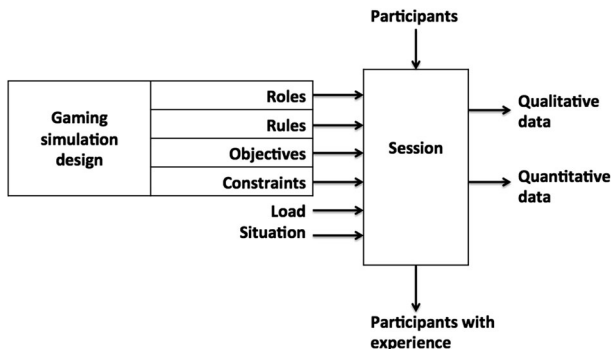 Participants
Gaming
simulation
design
Roles
Rules
Objectives
Constraints
Load
Situation
Session
Qualitative
data
Quantitative
data
Participants with
experience